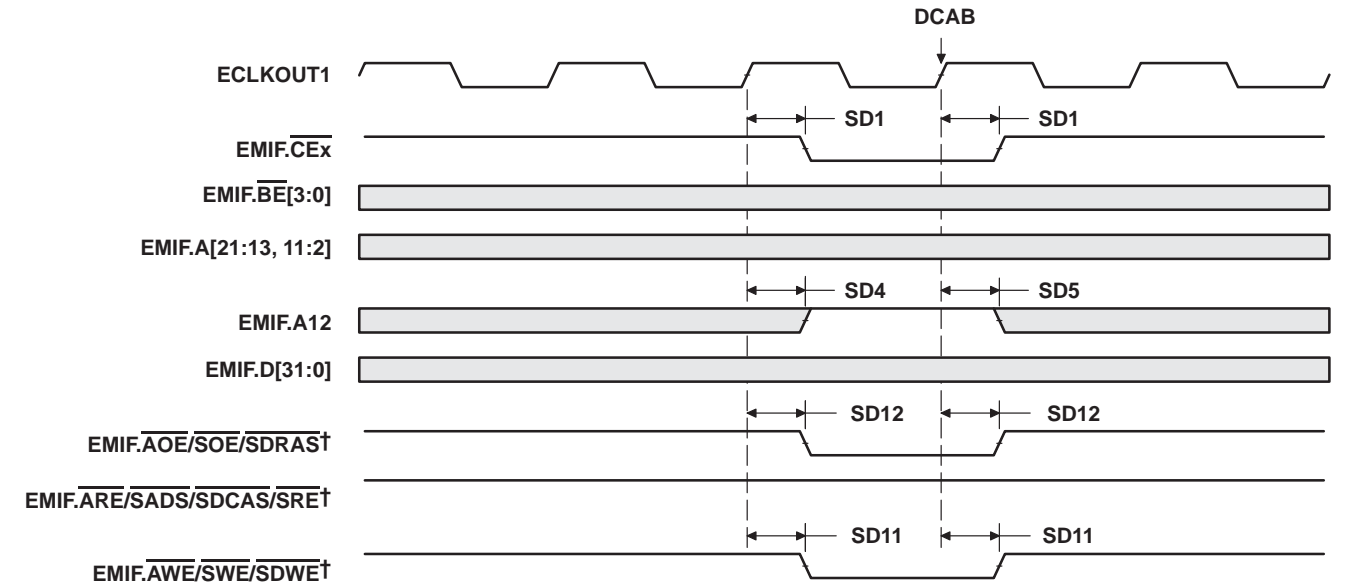 DCAB
ECLKOUT1
SD1 SD1
EMIF.CEx
EMIF.BE[3:0]
EMIF.A[21:13, 11:2]
SD4 SD5
EMIF.A12
EMIF.D[31:0]
SD12 SD12
EMIF.AOE/SOE/SDRAS†
EMIF.ARE/SADS/SDCAS/SRE†
SD11 SD11
EMIF.AWE/SWE/SDWE†